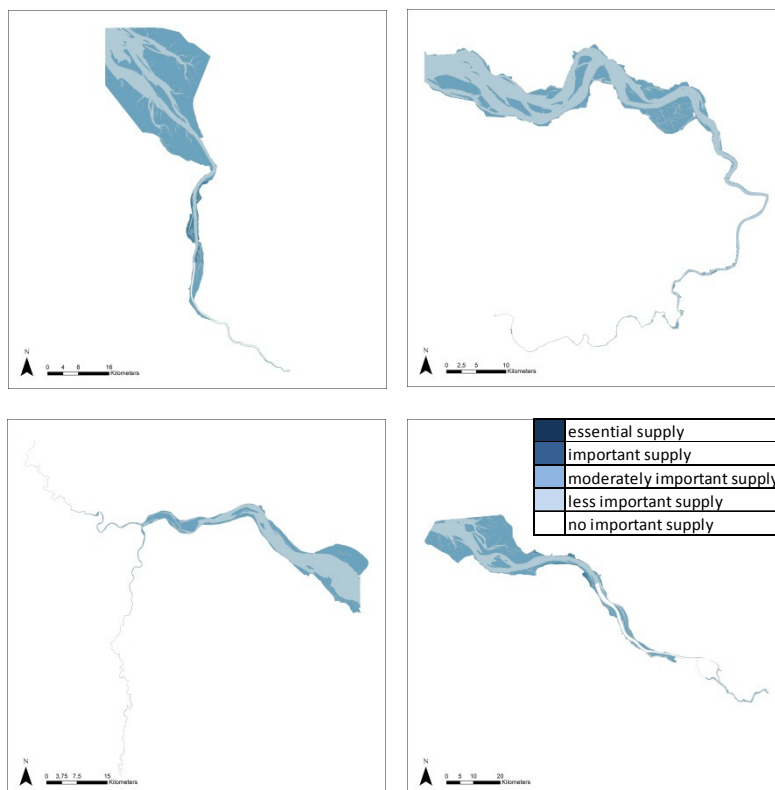 N
0 4 8 16
Kilometers
N
0 2,5 5 10
Kilometers
essential supply
important supply
moderately important supply
less important supply
no important supply
N
0 3,75 7,5 15
Kilometers
N
0 5 10 20
Kilometers